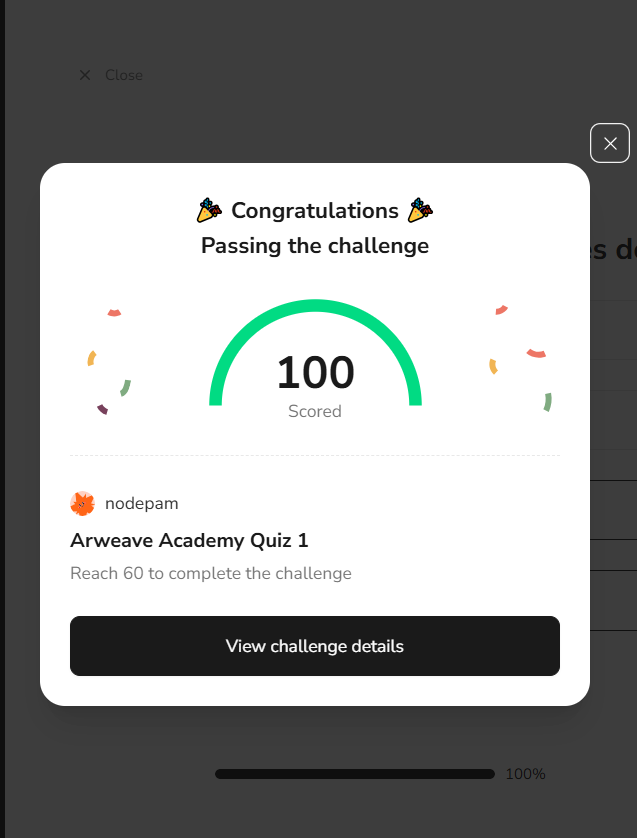 Close
Congratulations
Passing the challenge
100
Scored
nodepam
Arweave Academy Quiz 1
Reach 60 to complete the challenge
View challenge details
100%